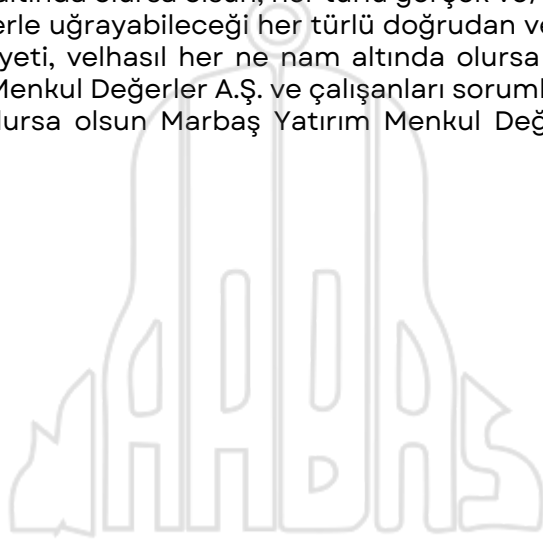 altında olursa olsun, her türlü gerçek ve/
erle uğrayabileceği her türlü doğrudan ve
yeti, velhasıl her ne nam altında olursa
Menkul Değerler A.Ş. ve çalışanları soruml
lursa olsun Marbaş Yatırım Menkul Değ
MARBAŞ